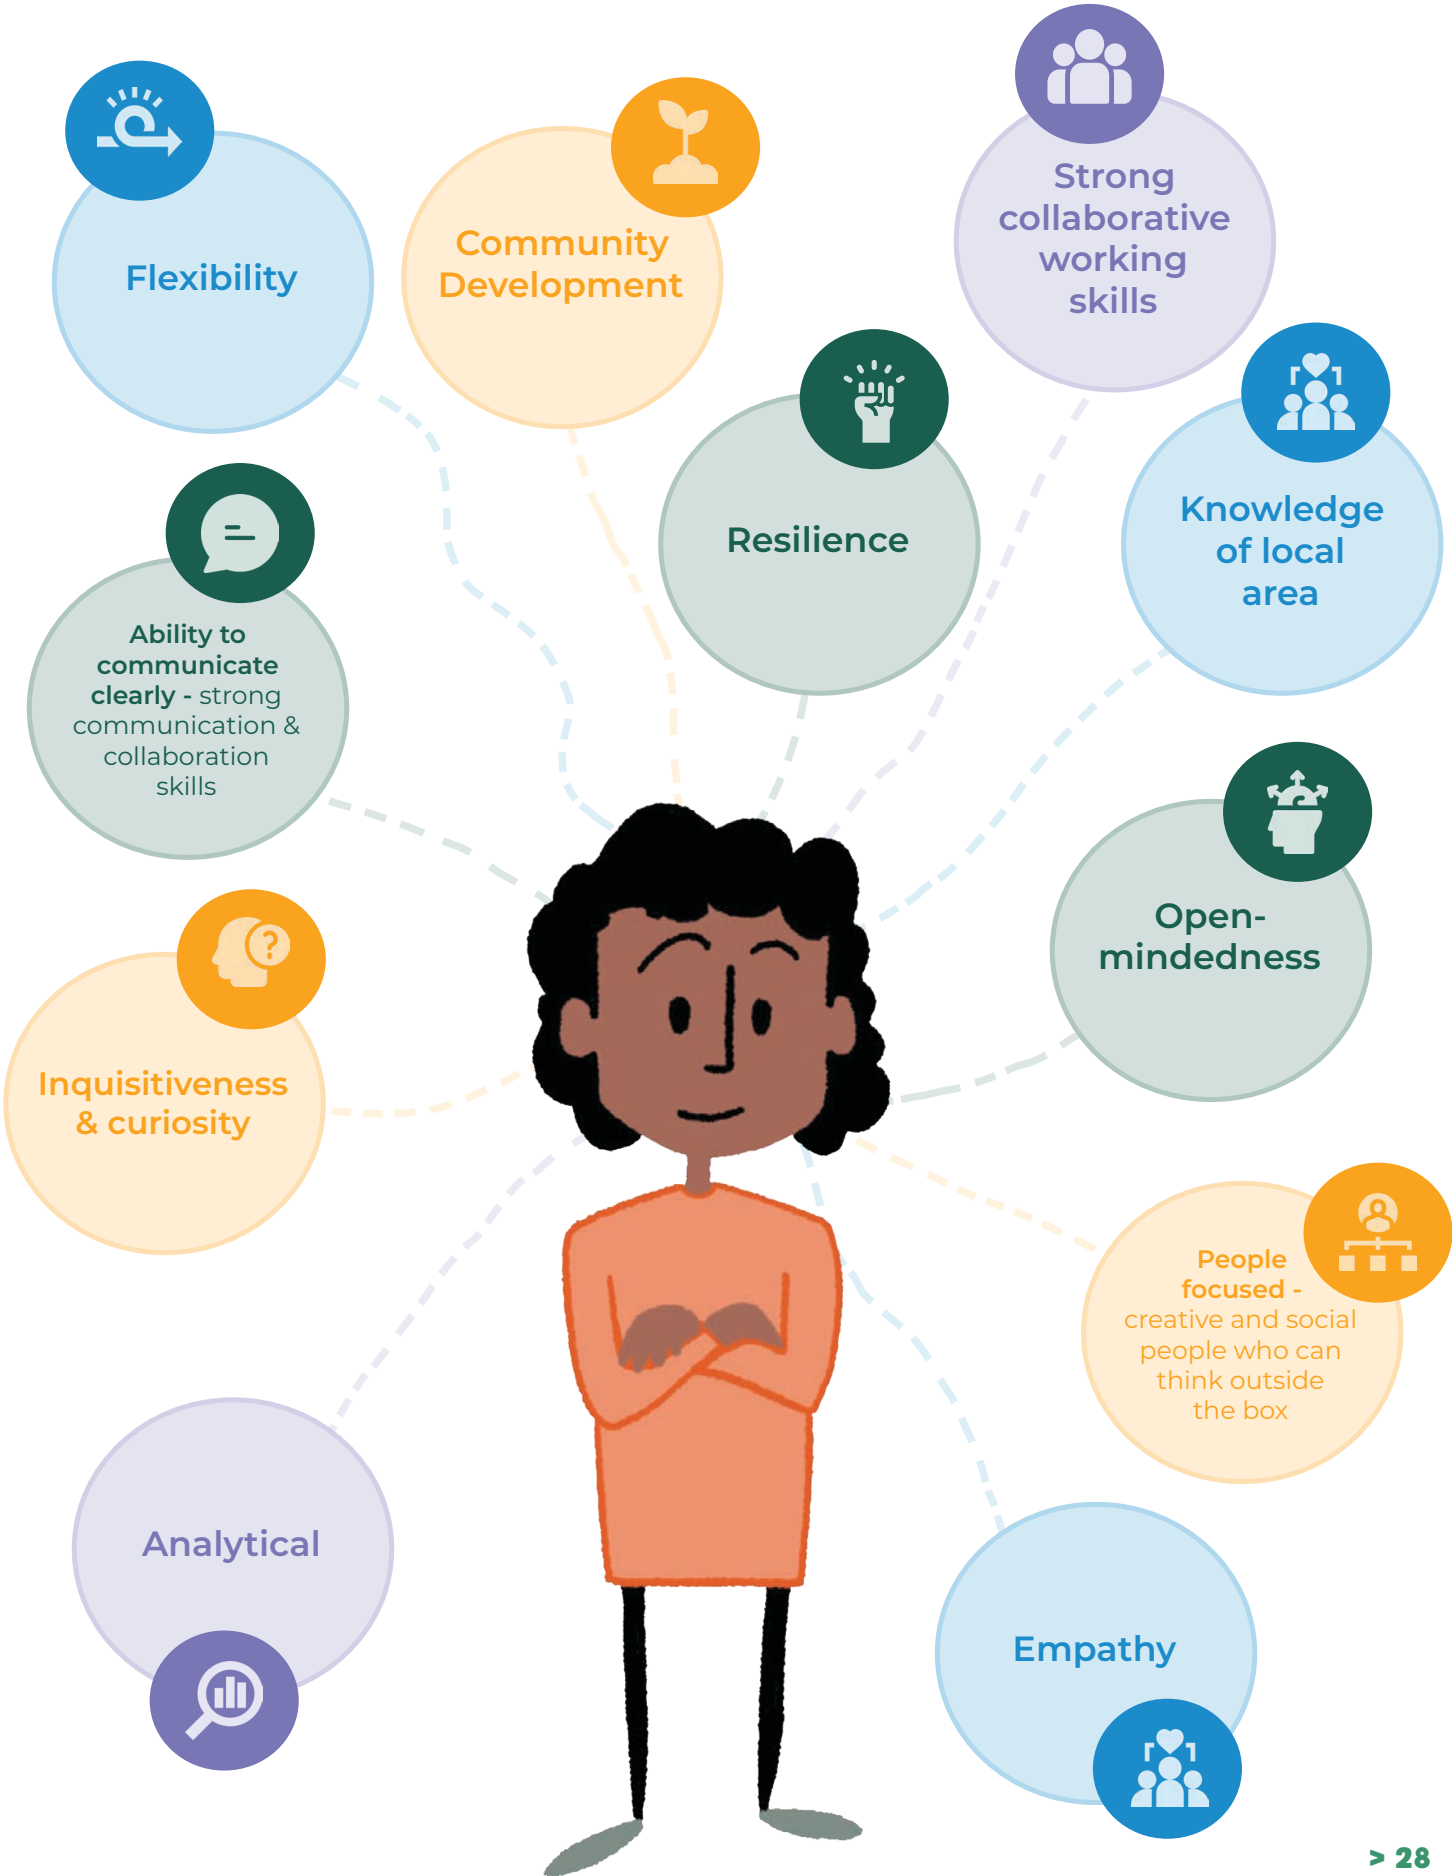 Flexibility
Community
Development
Strong
collaborative
working
skills
Resilience
Knowledge
of local
area
Ability to
communicate
clearly - strong
communication &
collaboration
skills
Open-
mindedness
Inquisitiveness
& curiosity
?
People
focused -
creative and social
people who can
think outside
the box
Analytical
Empathy
> 28